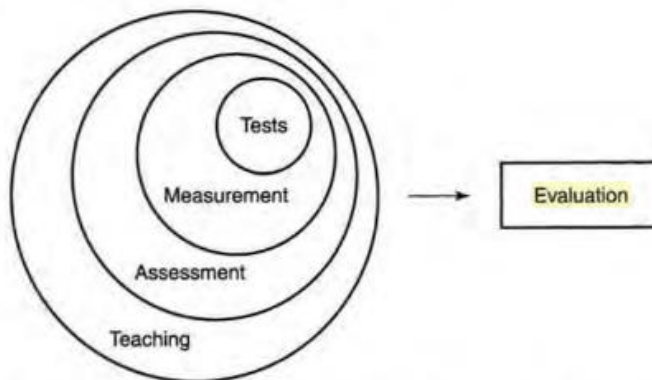 Tests
Measurement
Evaluation
Assessment
Teaching